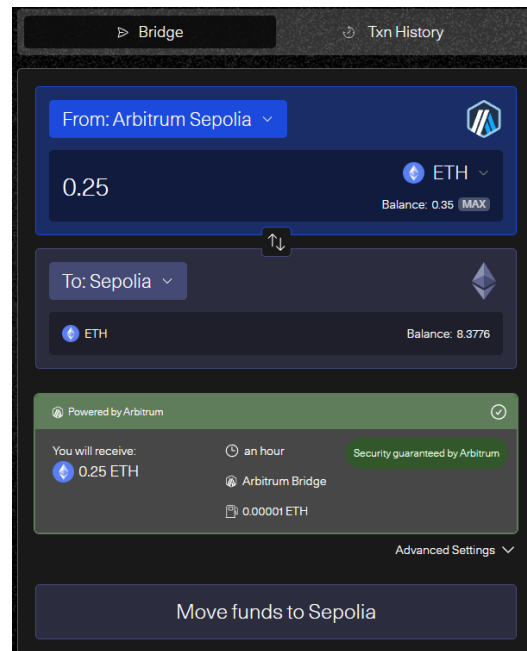 Bridge
Txn History
From: Arbitrum Sepolia
0.25
ETH
Balance: 0.35 MAX
To: Sepolia
ETH
Balance: 8.3776
Powered by Arbitrum
You will receive:
0.25 ETH
an hour
Arbitrum Bridge
0.00001 ETH
Security guaranteed by Arbitrum
Advanced Settings
Move funds to Sepolia